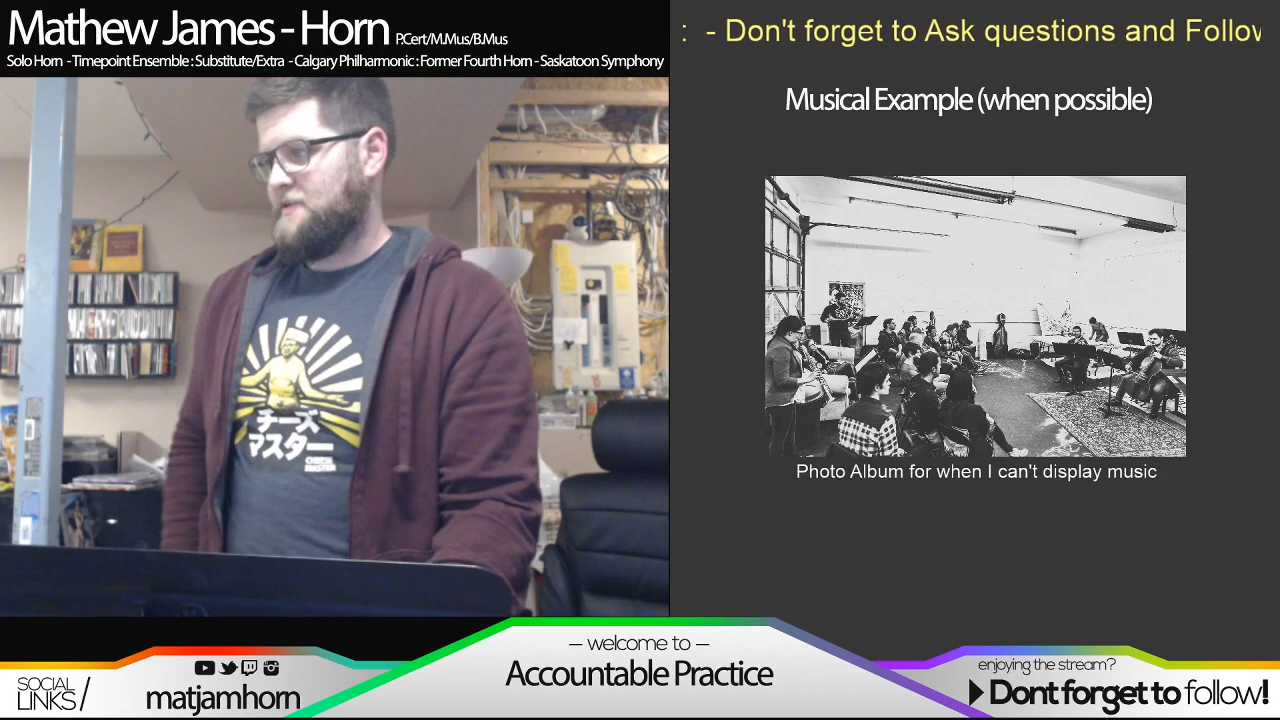 Mathew James - Horn P.Cert/M.Mus/B.Mus
Solo Horn - Timepoint Ensemble : Substitute/Extra - Calgary Philharmonic : Former Fourth Horn - Saskatoon Symphony
: - Don't forget to Ask questions and Follow
Musical Example (when possible)
チーズ
マスター
Photo Album for when I can't display music
SOCIAL
LINKS /
matjamhorn
– welcome to –
Accountable Practice
enjoying the stream?
Dont forget to follow!